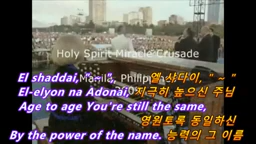 Holy Spirit Miracle Crusade
Manila, Philippines
El shaddai, " ~ ", 엘 샤다이, " ~ "
El-elyon na Adonai, 지극히 높으신 주님
Age to age You're still the same,
영원토록 동일하신
By the power of the name. 능력의 그 이름